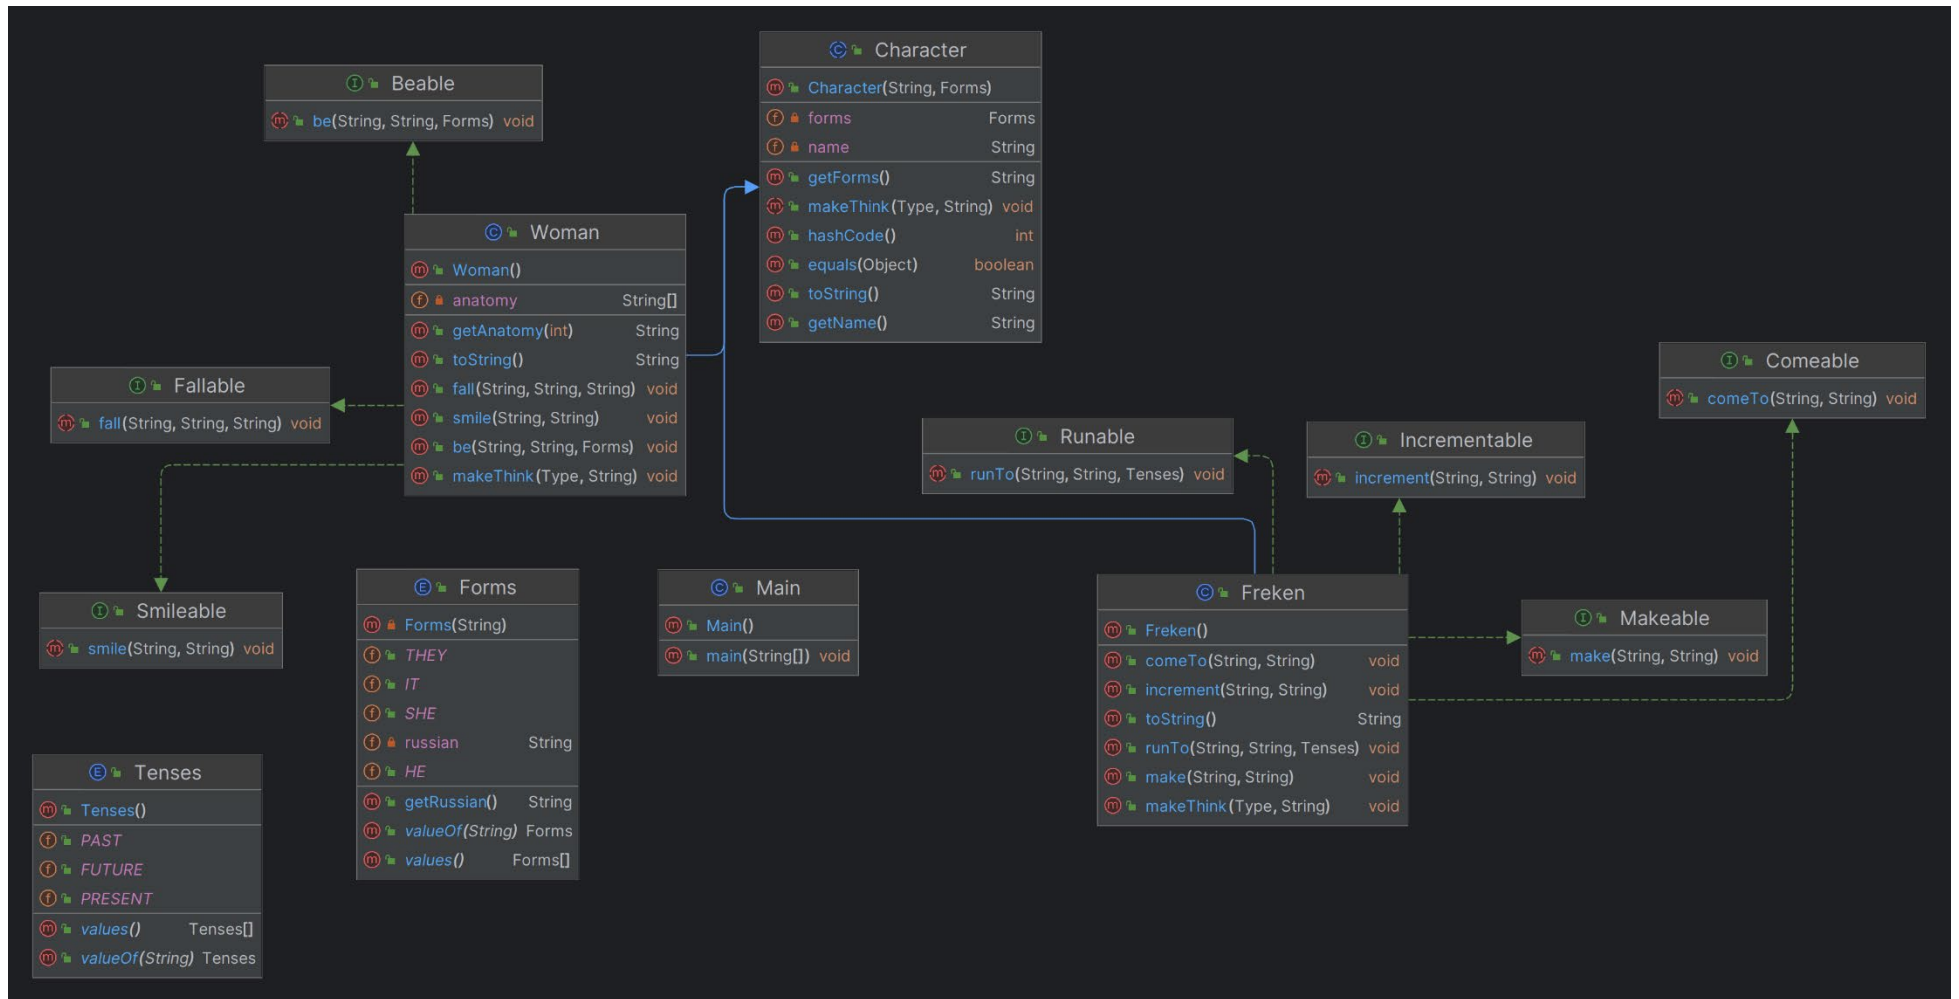 Beable
be(String, String, Forms) void
Character
Character(String, Forms)
forms Forms
name String
getForms() String
makeThink(Type, String) void
hashCode() int
equals(Object) boolean
toString() String
getName() String
Woman
Woman()
anatomy String[]
getAnatomy(int) String
toString() String
fall(String, String, String) void
smile(String, String) void
be(String, String, Forms) void
makeThink(Type, String) void
Fallable
fall(String, String, String) void
Smileable
smile(String, String) void
Runable
runTo(String, String, Tenses) void
Incrementable
increment(String, String) void
Comeable
comeTo(String, String) void
Forms
Forms(String)
THEY
IT
SHE
russian String
HE
getRussian() String
valueOf(String) Forms
values() Forms[]
Main
Main()
main(String[]) void
Freken
Freken()
comeTo(String, String) void
increment(String, String) void
toString() String
runTo(String, String, Tenses) void
make(String, String) void
makeThink(Type, String) void
Makeable
make(String, String) void
Tenses
Tenses()
PAST
FUTURE
PRESENT
values() Tenses[]
valueOf(String) Tenses